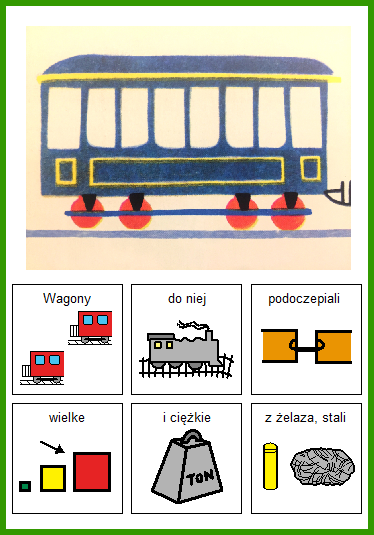 Wagony
do niej
podoczepiali
wielke
i ciężkie
z żelaza, stali
TON